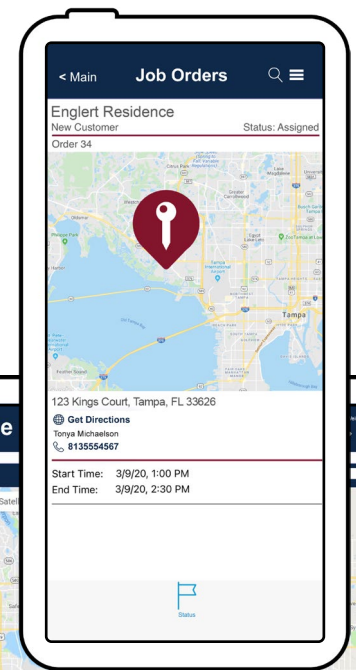 < Main
Job Orders
Englert Residence
New Customer
Status: Assigned
Order 34
Tampa
123 Kings Court, Tampa, FL 33626
Get Directions
Tonya Michaelson
8135554567
Start Time: 3/9/20, 1:00 PM
End Time: 3/9/20, 2:30 PM
Status
e
Satell